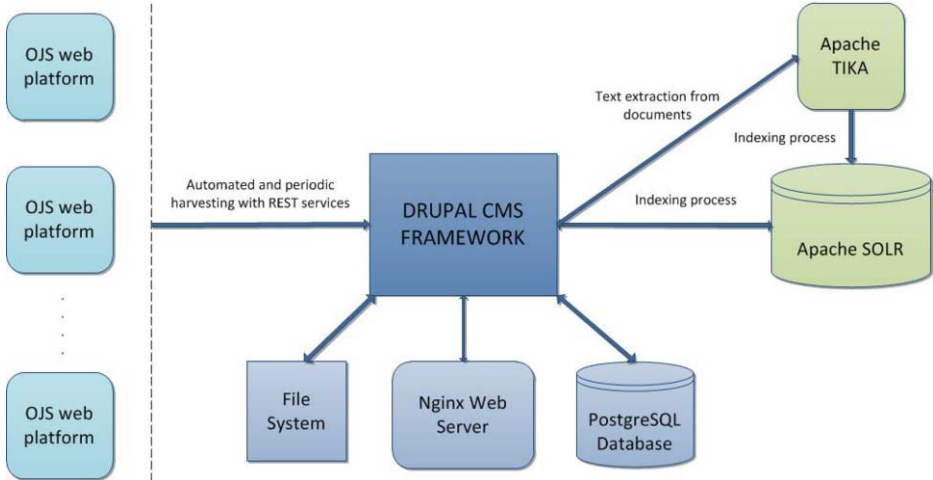 OJS web
platform
OJS web
platform
OJS web
platform
Automated and periodic
harvesting with REST services
DRUPAL CMS
FRAMEWORK
Text extraction from
documents
Apache
TIKA
Indexing process
Indexing process
Apache SOLR
File
System
Nginx Web
Server
PostgreSQL
Database